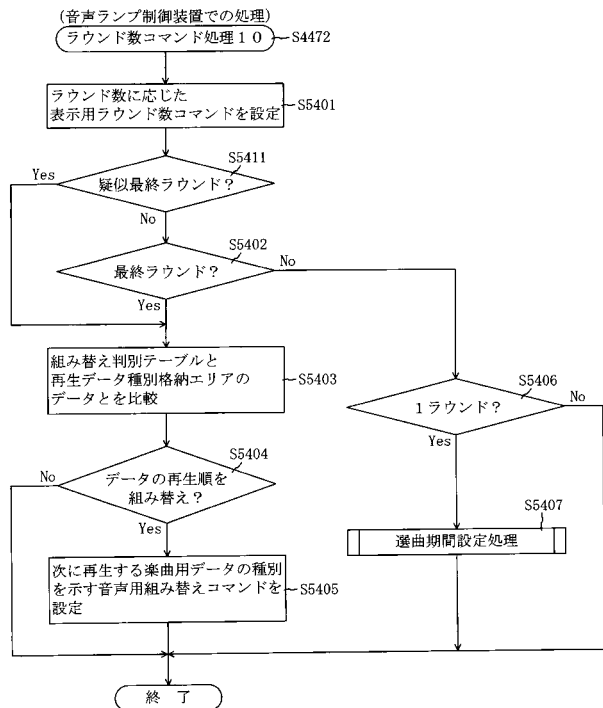 (音声ランプ制御装置での処理)
ラウンド数コマンド処理10
S4472
ラウンド数に応じた
表示用ラウンド数コマンドを設定
S5401
S5411
Yes
疑似最終ラウンド?
No
S5402
最終ラウンド?
No
Yes
組み替え判別テーブルと
再生データ種別格納エリアの
データとを比較
S5403
S5406
1ラウンド?
No
Yes
S5404
No
データの再生順を
組み替え?
Yes
S5407
選曲期間設定処理
次に再生する楽曲用データの種別
を示す音声用組み替えコマンドを
設定
S5405
終 了